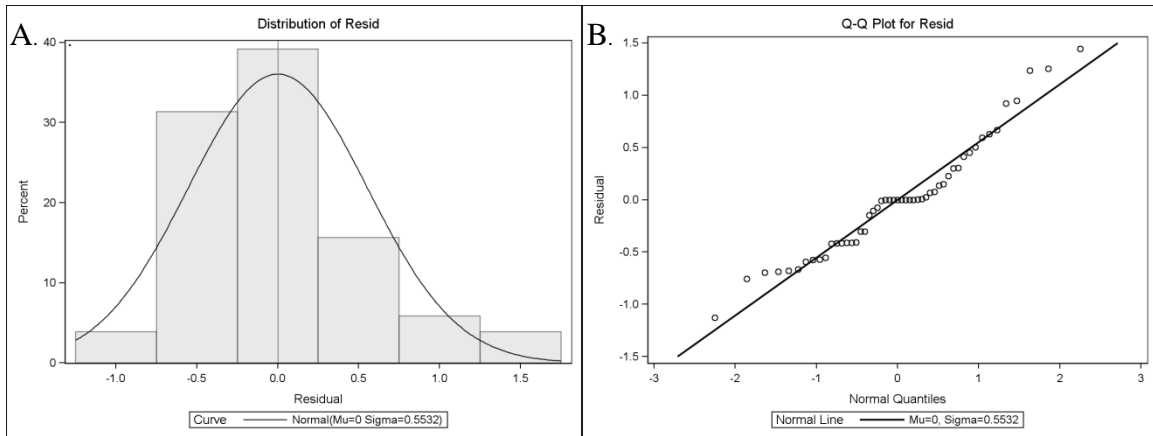 A.
Distribution of Resid
40
30
20
10
0
Percent
-1.0 -0.5 0.0 0.5 1.0 1.5
Residual
Curve Normal(Mu=0 Sigma=0.5532)
B.
Q-Q Plot for Resid
1.5
1.0
0.5
0.0
-0.5
-1.0
-1.5
Residual
-3 -2 -1 0 1 2 3
Normal Quantiles
Normal Line Mu=0, Sigma=0.5532